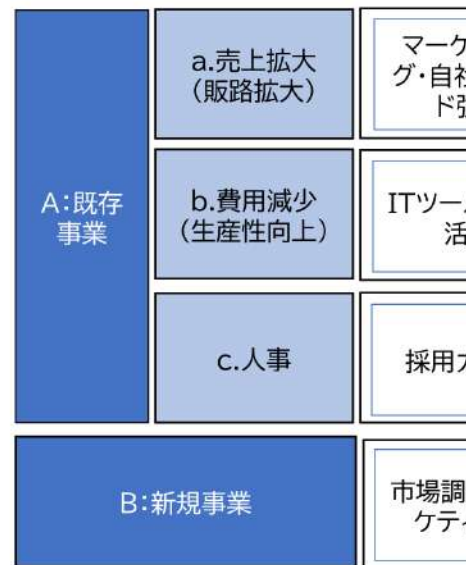 A:既存
事業
a.売上拡大
(販路拡大)
マーケ
グ・自社
ド強
b.費用減少
(生産性向上)
ITツー
活
c.人事
採用
B:新規事業
市場調
ケティ